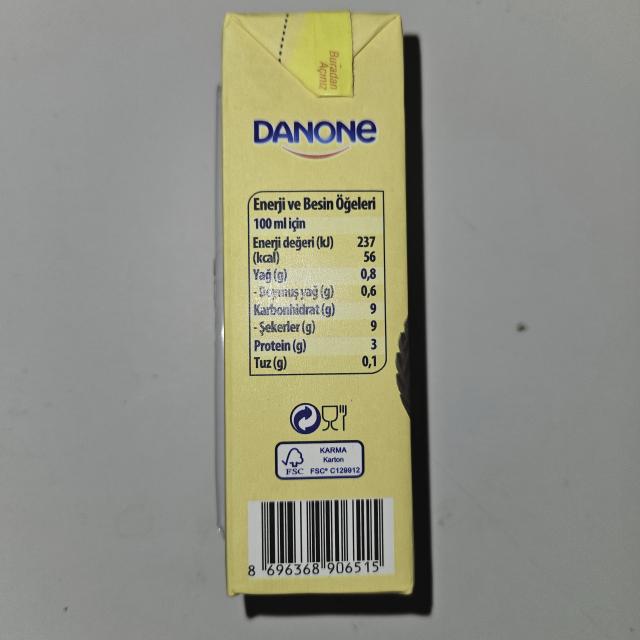 Buradan
Açınız
DANONE
Enerji ve Besin Öğeleri
100 ml için
Enerji değeri (kJ) 237
(kcal) 56
Yağ (g) 0,8
- Doymuş yağ (g) 0,6
Karbonhidrat (g) 9
- Şekerler (g) 9
Protein (g) 3
Tuz (g) 0,1
FSC
KARMA
Karton
FSC® C129912
8 696368 906515